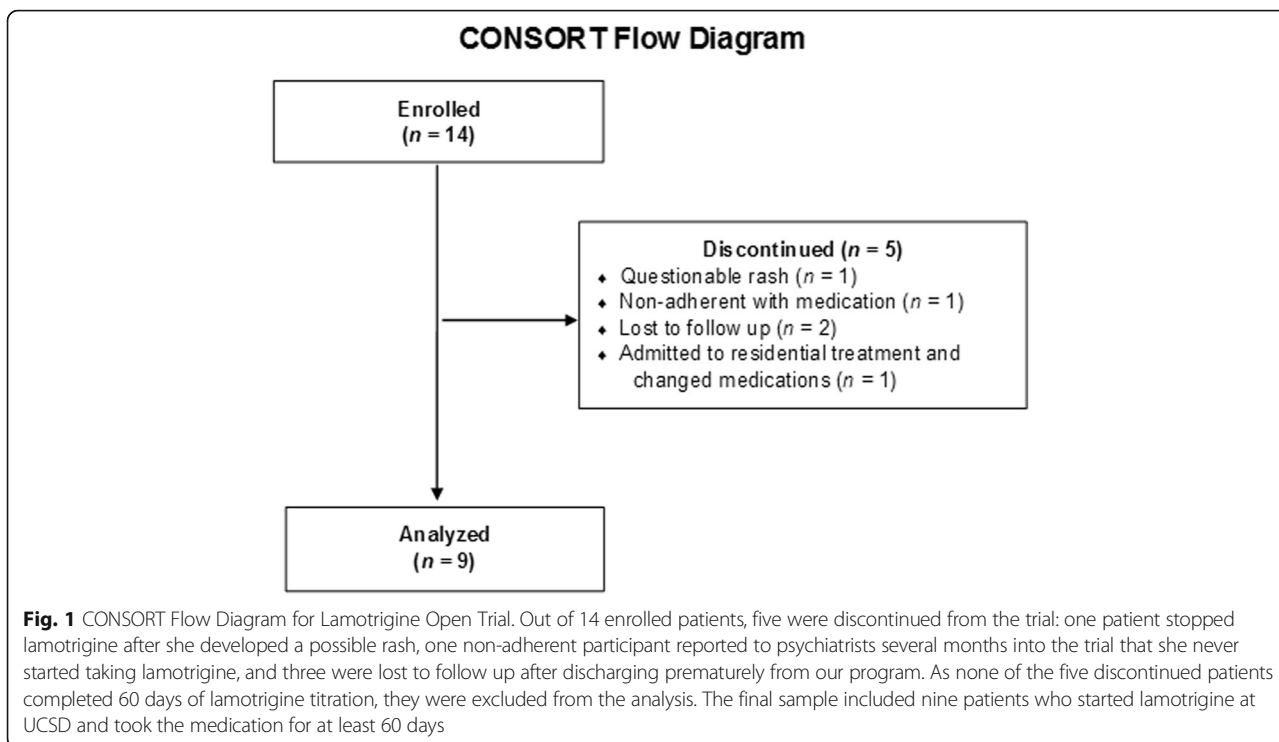 CONSORT Flow Diagram
Enrolled
(n = 14)
Discontinued (n = 5)
♦ Questionable rash (n = 1)
♦ Non-adherent with medication (n = 1)
♦ Lost to follow up (n = 2)
♦ Admitted to residential treatment and
changed medications (n = 1)
Analyzed
(n = 9)
Fig. 1 CONSORT Flow Diagram for Lamotrigine Open Trial. Out of 14 enrolled patients, five were discontinued from the trial: one patient stopped
lamotrigine after she developed a possible rash, one non-adherent participant reported to psychiatrists several months into the trial that she never
started taking lamotrigine, and three were lost to follow up after discharging prematurely from our program. As none of the five discontinued patients
completed 60 days of lamotrigine titration, they were excluded from the analysis. The final sample included nine patients who started lamotrigine at
UCSD and took the medication for at least 60 days